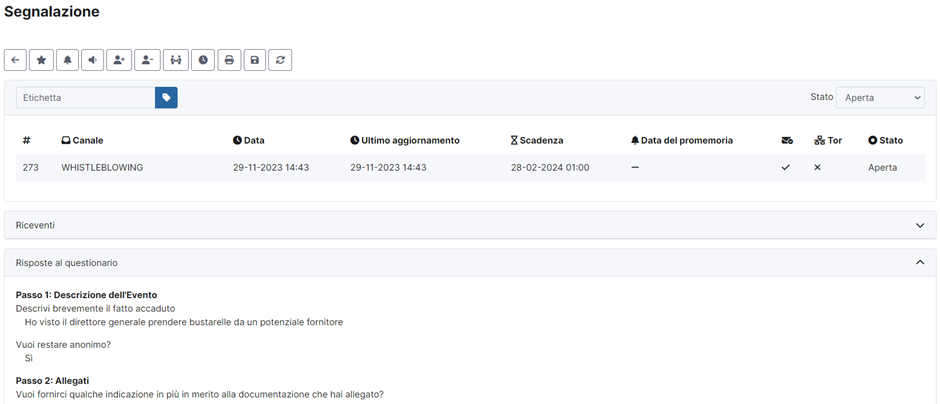 Segnalazione
Etichetta
Stato Aperta
# Canale Data Ultimo aggiornamento Scadenza Data del promemoria Tor Stato
273 WHISTLEBLOWING 29-11-2023 14:43 29-11-2023 14:43 28-02-2024 01:00 — Aperta
Riceventi
Risposte al questionario
Passo 1: Descrizione dell'Evento
Descrivi brevemente il fatto accaduto
Ho visto il direttore generale prendere bustarelle da un potenziale fornitore
Vuoi restare anonimo?
Sì
Passo 2: Allegati
Vuoi fornirci qualche indicazione in più in merito alla documentazione che hai allegato?